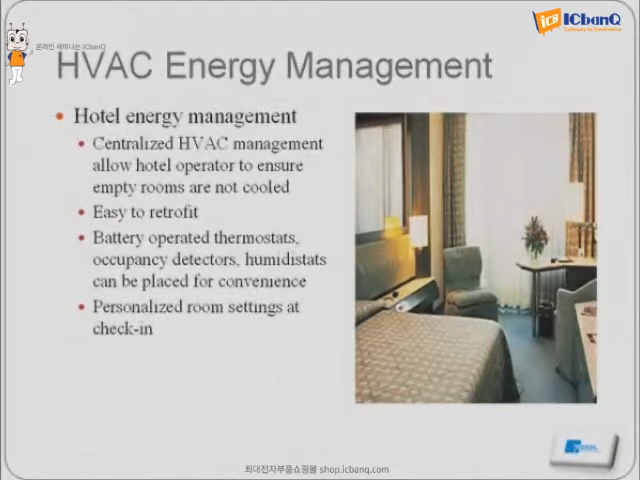 온라인 세미나는 ICbanQ
ICB
ICbanQ
Gateway to Electronics
HVAC Energy Management
• Hotel energy management
• Centralized HVAC management
allow hotel operator to ensure
empty rooms are not cooled
• Easy to retrofit
• Battery operated thermostats,
occupancy detectors, humidistats
can be placed for convenience
• Personalized room settings at
check-in
최대전자부품쇼핑몰 shop.icbanq.com